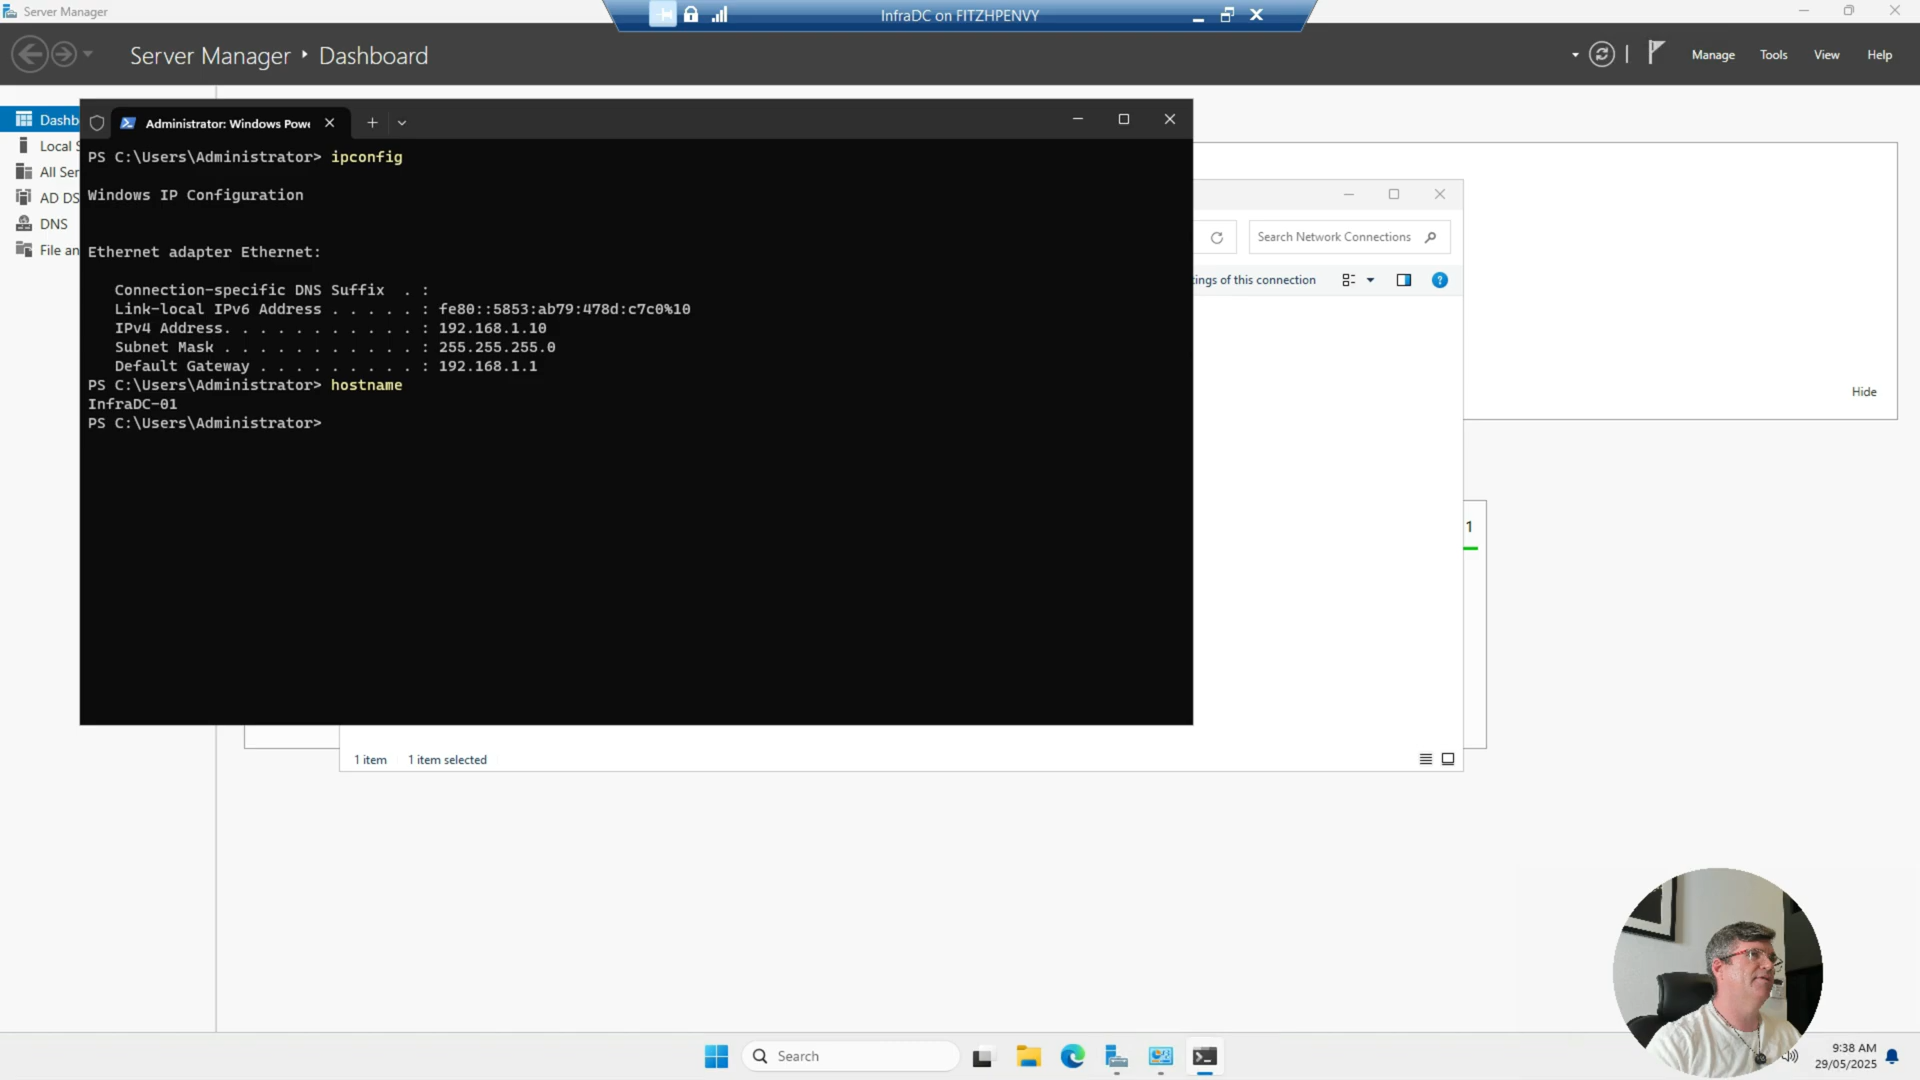 Server Manager
InfraDC on FITZHPENVY
Server Manager ‣ Dashboard
Manage
Tools
View
Help
Dashb
Local S
All Ser
AD DS
DNS
File an
Administrator: Windows Powe
PS C:\Users\Administrator> ipconfig
Windows IP Configuration
Ethernet adapter Ethernet:
Connection-specific DNS Suffix  . :
Link-local IPv6 Address . . . . . : fe80::5853:ab79:478d:c7c0%10
IPv4 Address. . . . . . . . . . . : 192.168.1.10
Subnet Mask . . . . . . . . . . . : 255.255.255.0
Default Gateway . . . . . . . . . : 192.168.1.1
PS C:\Users\Administrator> hostname
InfraDC-01
PS C:\Users\Administrator>
Search Network Connections
tings of this connection
Hide
1
1 item
1 item selected
Search
9:38 AM
29/05/2025